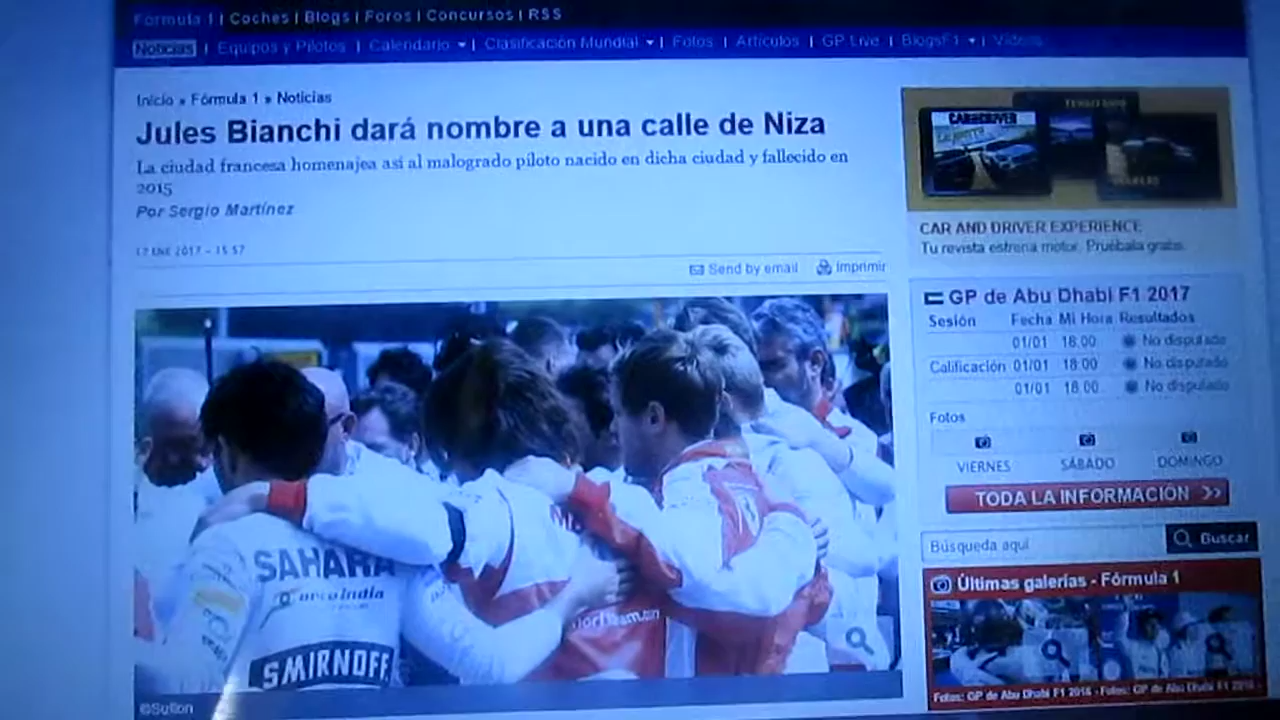 Fórmula 1 | Coches | Blogs | Foros | Concursos | RSS
Noticias | Equipos y Pilotos | Calendario | Clasificación Mundial | Fotos | Artículos | GP Live | BlogsF1 | Vídeos
Inicio » Fórmula 1 » Noticias
Jules Bianchi dará nombre a una calle de Niza
La ciudad francesa homenajea así al malogrado piloto nacido en dicha ciudad y fallecido en
2015
Por Sergio Martínez
17 ENE 2017 - 15:57
Send by email Imprimir
SAHARA
SMIRNOFF
©Sutton
CAR AND DRIVER
CAR AND DRIVER EXPERIENCE
Tu revista estrena motor. Pruébala gratis.
GP de Abu Dhabi F1 2017
Sesión Fecha Mi Hora Resultados
01/01 18:00 No disputado
Calificación 01/01 18:00 No disputado
01/01 18:00 No disputado
Fotos
VIERNES SÁBADO DOMINGO
TODA LA INFORMACIÓN >>
Búsqueda aquí Buscar
Últimas galerías - Fórmula 1
Fotos: GP de Abu Dhabi F1 2016 - Fotos: GP de Abu Dhabi F1 2016